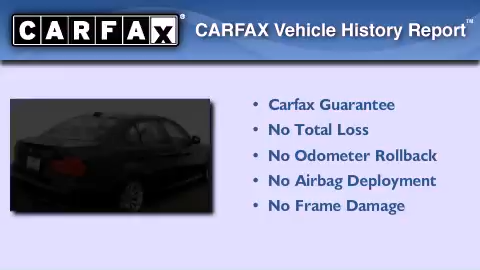 CARFAX® CARFAX Vehicle History Report™
• Carfax Guarantee
• No Total Loss
• No Odometer Rollback
• No Airbag Deployment
• No Frame Damage